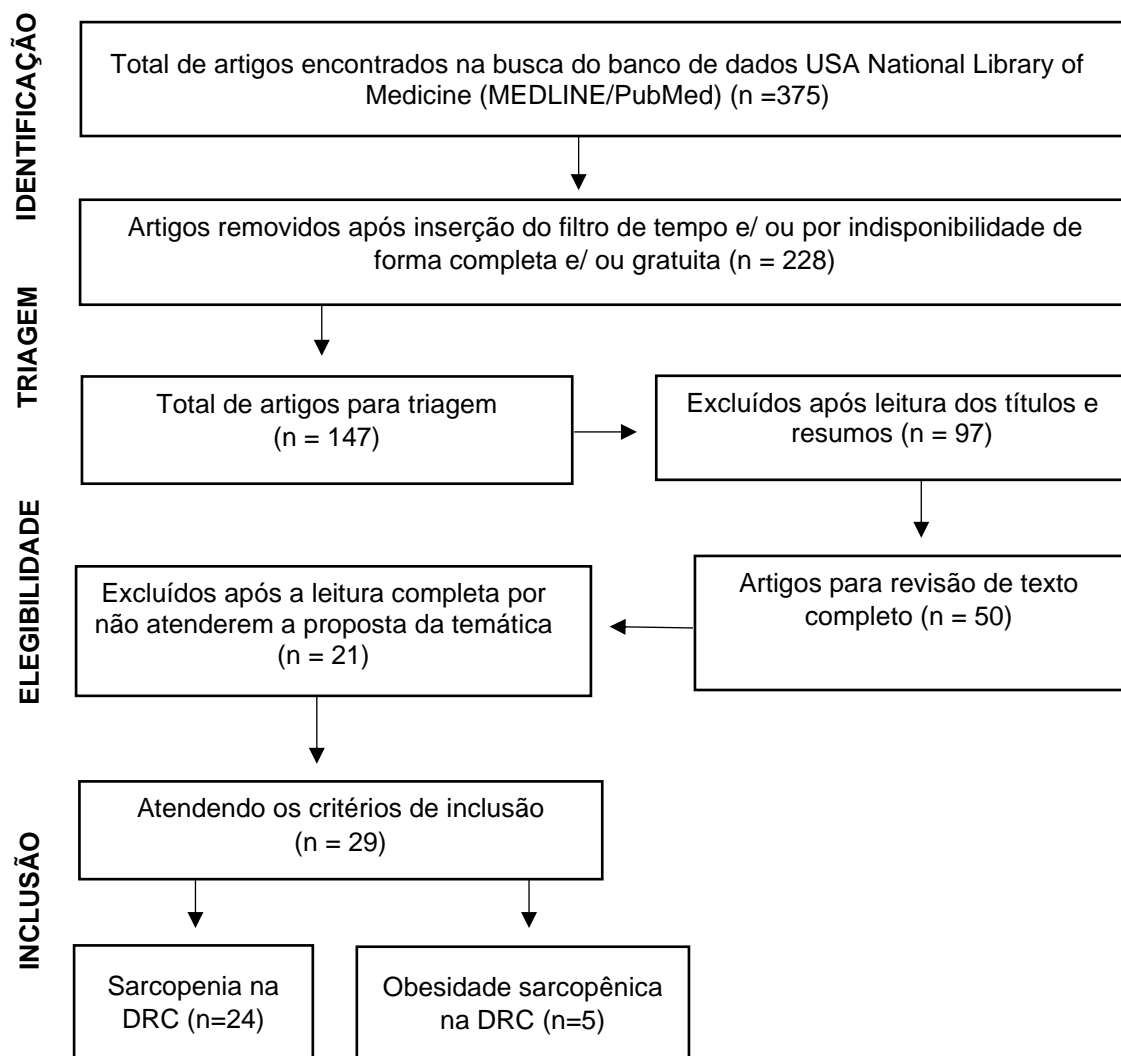 IDENTIFICAÇÃO
Total de artigos encontrados na busca do banco de dados USA National Library of
Medicine (MEDLINE/PubMed) (n =375)
Artigos removidos após inserção do filtro de tempo e/ ou por indisponibilidade de
forma completa e/ ou gratuita (n = 228)
TRIAGEM
Total de artigos para triagem
(n = 147)
Excluídos após leitura dos títulos e
resumos (n = 97)
ELEGIBILIDADE
Artigos para revisão de texto
completo (n = 50)
Excluídos após a leitura completa por
não atenderem a proposta da temática
(n = 21)
INCLUSÃO
Atendendo os critérios de inclusão
(n = 29)
Sarcopenia na
DRC (n=24)
Obesidade sarcopênica
na DRC (n=5)